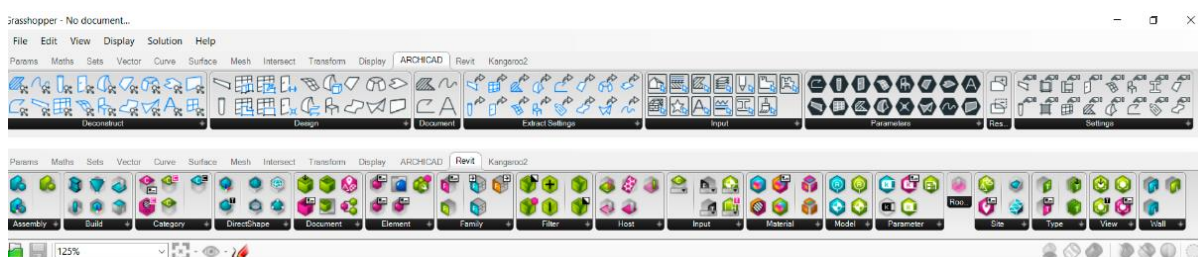 Grasshopper - No document...
File Edit View Display Solution Help
Params Maths Sets Vector Curve Surface Mesh Intersect Transform Display ARCHICAD Revit Kangaroo2
Deconstruct Design Document Extract Settings Input Parameters Res... Settings
Params Maths Sets Vector Curve Surface Mesh Intersect Transform Display ARCHICAD Revit Kangaroo2
Assembly Build Category DirectShape Document Element Family Filter Host Input Material Model Parameter Roo... Site Type View Wall
125%